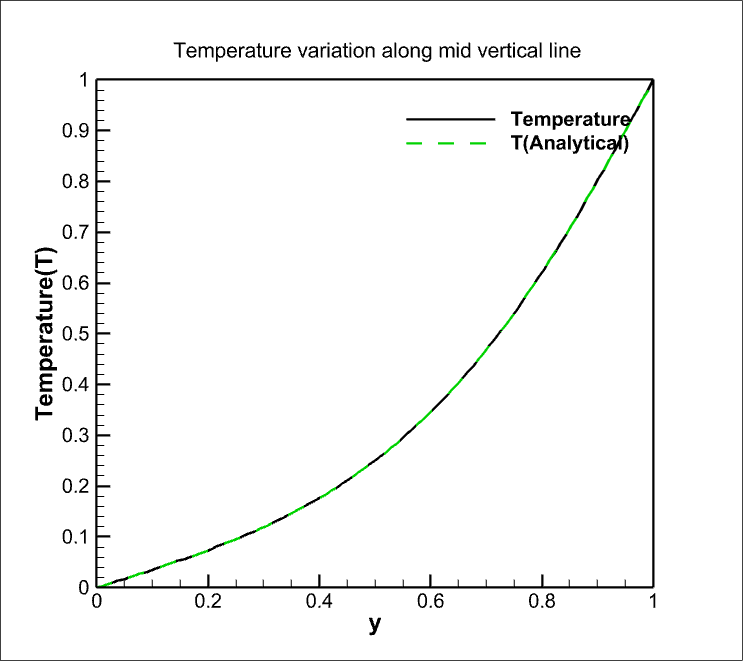 Temperature variation along mid vertical line
1
0.9
0.8
0.7
0.6
0.5
0.4
0.3
0.2
0.1
0
Temperature(T)
Temperature
T(Analytical)
0 0.2 0.4 0.6 0.8 1
y